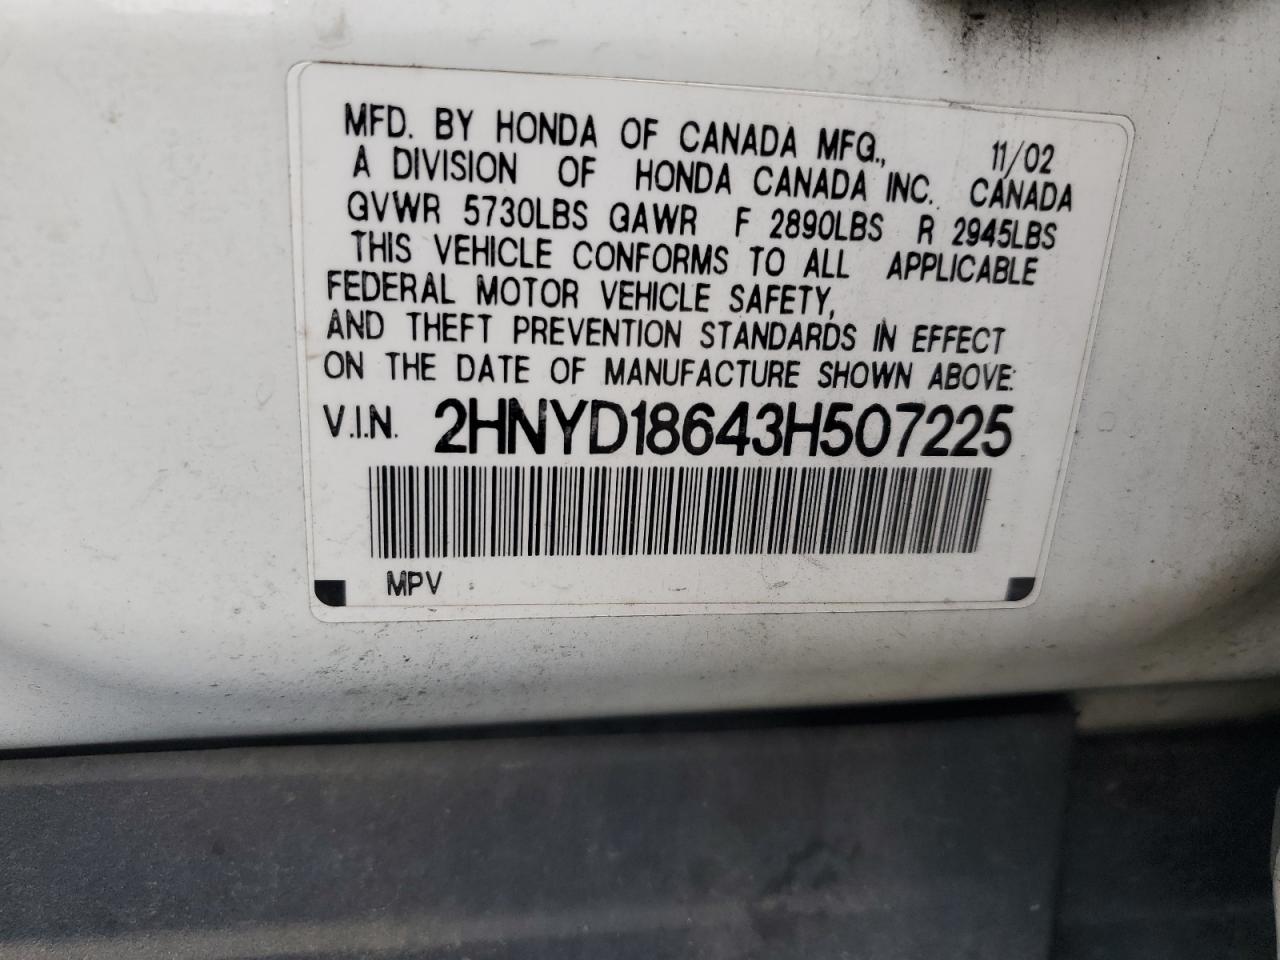 MFD. BY HONDA OF CANADA MFG., 11/02
A DIVISION OF HONDA CANADA INC. CANADA
GVWR 5730LBS GAWR F 2890LBS R 2945LBS
THIS VEHICLE CONFORMS TO ALL APPLICABLE
FEDERAL MOTOR VEHICLE SAFETY,
AND THEFT PREVENTION STANDARDS IN EFFECT
ON THE DATE OF MANUFACTURE SHOWN ABOVE.
V.I.N. 2HNYD18643H507225
MPV